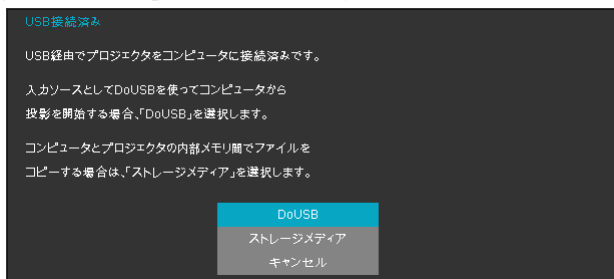 USB接続済み
USB経由でプロジェクタをコンピュータに接続済みです。
入力ソースとしてDoUSBを使ってコンピュータから
投影を開始する場合、「DoUSB」を選択します。
コンピュータとプロジェクタの内部メモリ間でファイルを
コピーする場合は、「ストレージメディア」を選択します。
DoUSB
ストレージメディア
キャンセル